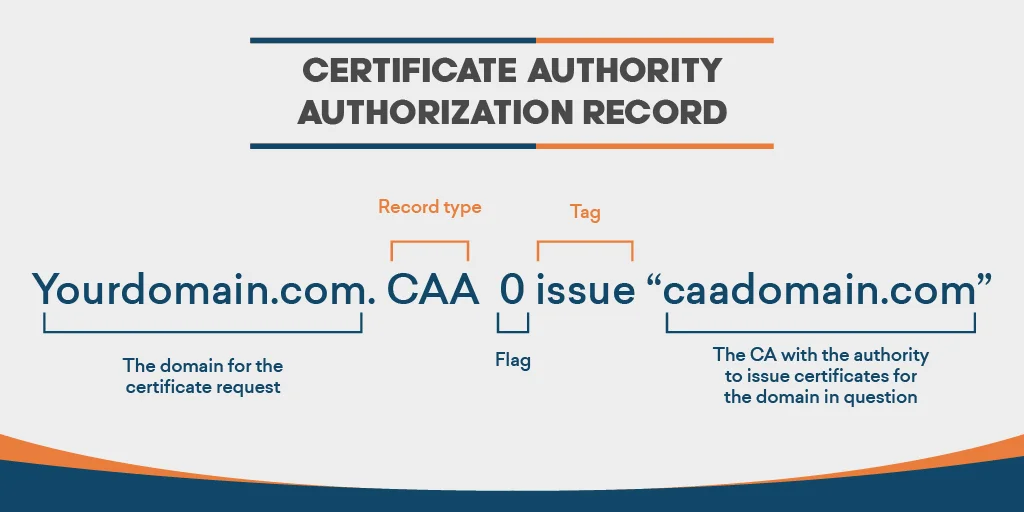 CERTIFICATE AUTHORITY
AUTHORIZATION RECORD
Record type
Tag
Yourdomain.com. CAA 0 issue “caadomain.com”
The domain for the
certificate request
Flag
The CA with the authority
to issue certificates for
the domain in question